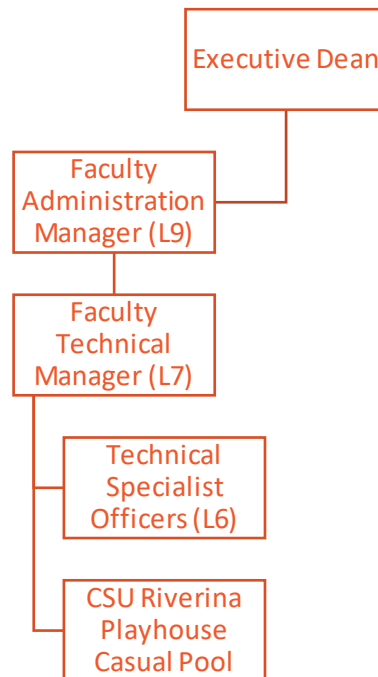 Executive Dean
Faculty
Administration
Manager (L9)
Faculty
Technical
Manager (L7)
Technical
Specialist
Officers (L6)
CSU Riverina
Playhouse
Casual Pool